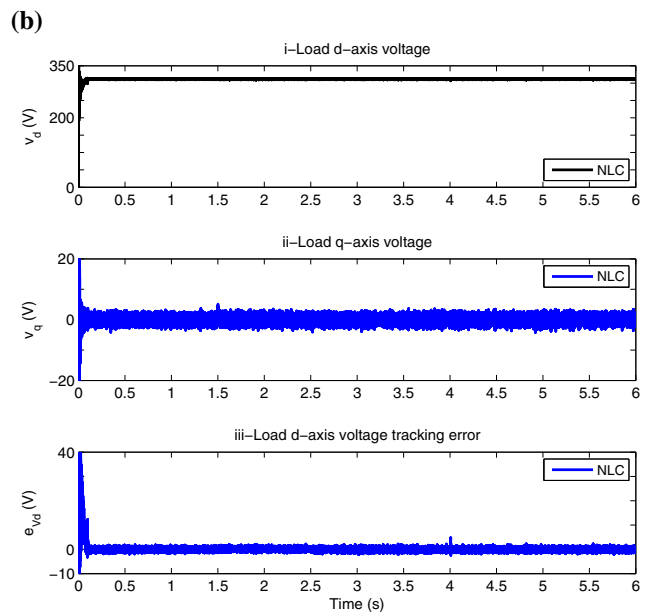 (b)
i−Load d−axis voltage
350
200
0
v_d (V)
NLC
0 0.5 1 1.5 2 2.5 3 3.5 4 4.5 5 5.5 6
ii−Load q−axis voltage
20
0
−20
v_q (V)
NLC
0 0.5 1 1.5 2 2.5 3 3.5 4 4.5 5 5.5 6
iii−Load d−axis voltage tracking error
40
0
−10
e_Vd (V)
NLC
0 0.5 1 1.5 2 2.5 3 3.5 4 4.5 5 5.5 6
Time (s)